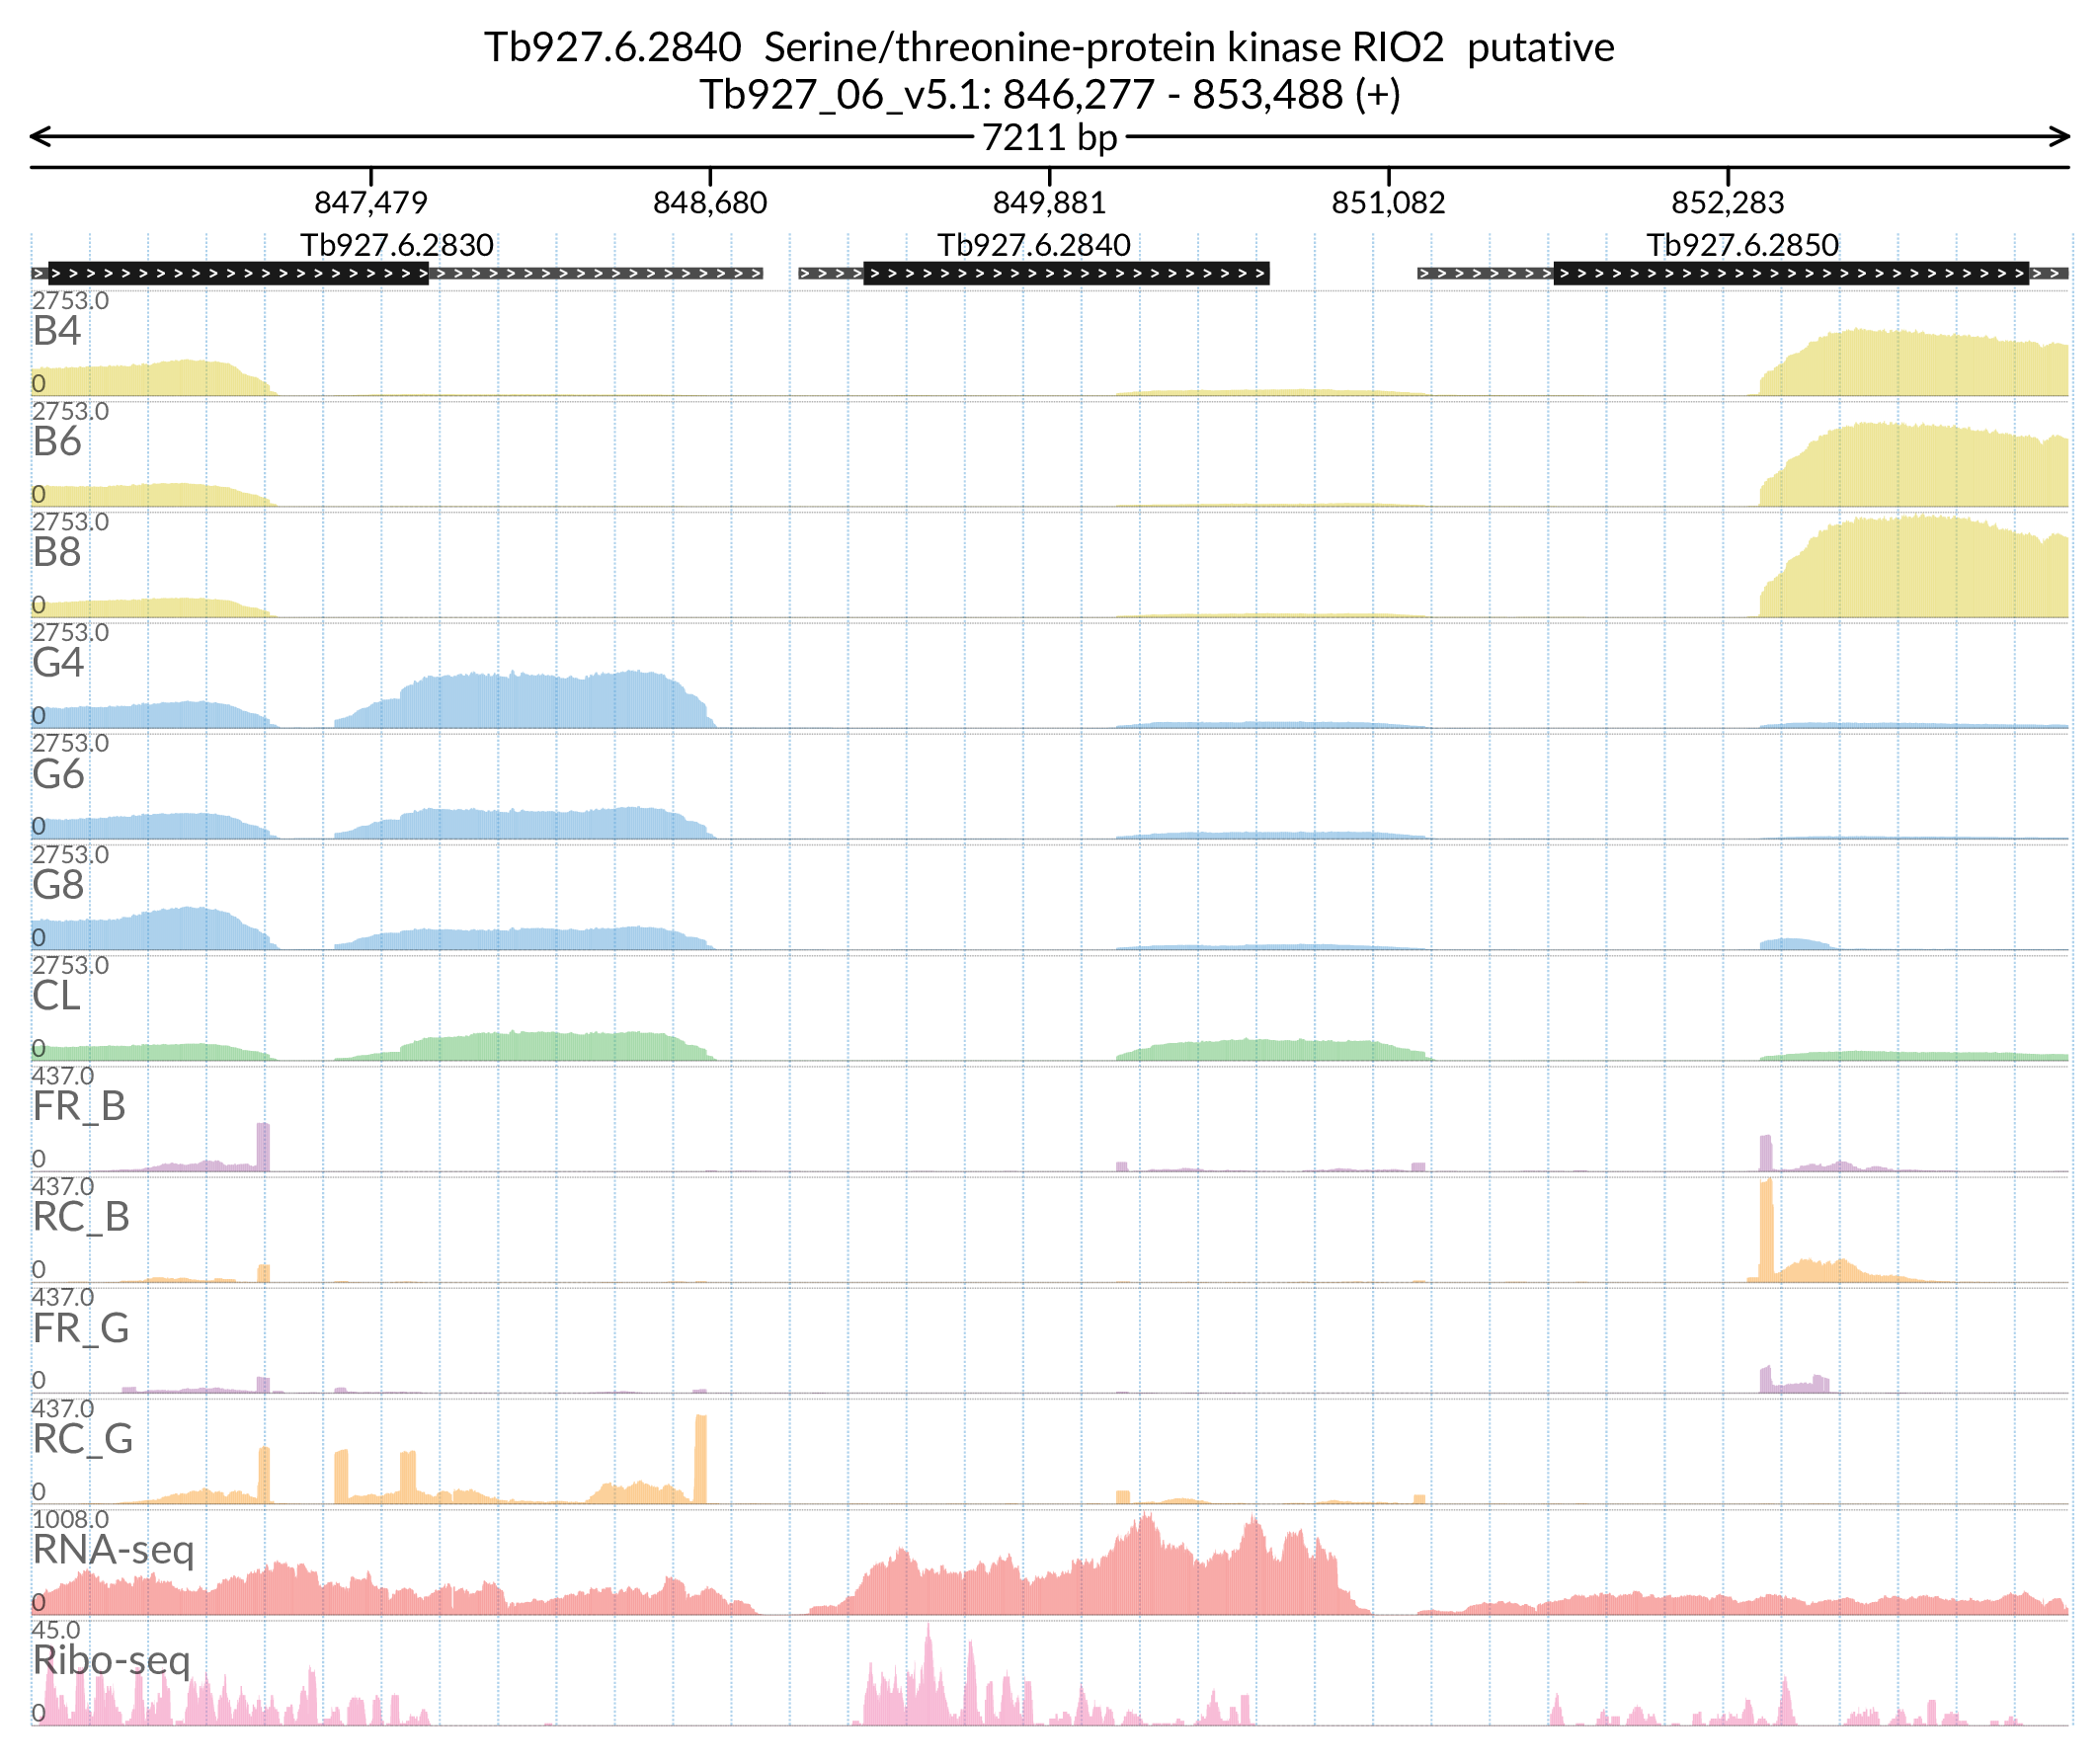 Tb927.6.2840 Serine/threonine-protein kinase RIO2 putative
Tb927_06_v5.1: 846,277 - 853,488 (+)
7211 bp
847,479 848,680 849,881 851,082 852,283
Tb927.6.2830 Tb927.6.2840 Tb927.6.2850
2753.0
B4
0
2753.0
B6
0
2753.0
B8
0
2753.0
G4
0
2753.0
G6
0
2753.0
G8
0
2753.0
CL
0
437.0
FR_B
0
437.0
RC_B
0
437.0
FR_G
0
437.0
RC_G
0
1008.0
RNA-seq
0
45.0
Ribo-seq
0